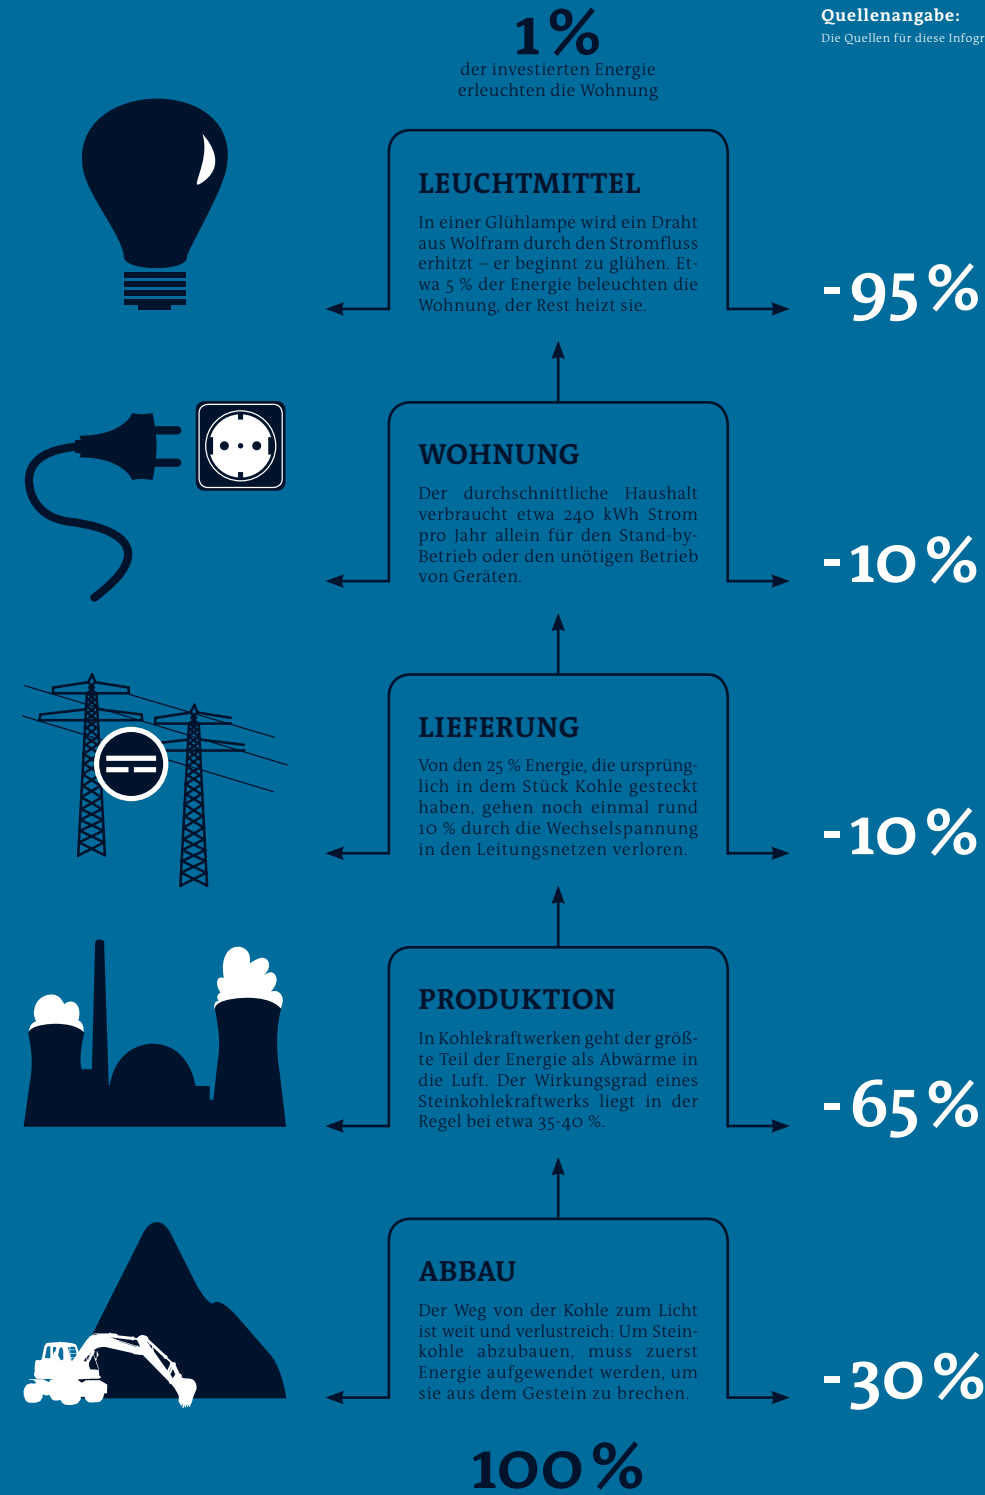 Quellenangabe:
Die Quellen für diese Infogr
1 %
der investierten Energie
erleuchten die Wohnung
LEUCHTMITTEL
In einer Glühlampe wird ein Draht
aus Wolfram durch den Stromfluss
erhitzt – er beginnt zu glühen. Et-
wa 5 % der Energie beleuchten die
Wohnung, der Rest heizt sie.
-95 %
WOHNUNG
Der durchschnittliche Haushalt
verbraucht etwa 240 kWh Strom
pro Jahr allein für den Stand-by-
Betrieb oder den unötigen Betrieb
von Geräten.
-10 %
LIEFERUNG
Von den 25 % Energie, die ursprüng-
lich in dem Stück Kohle gesteckt
haben, gehen noch einmal rund
10 % durch die Wechselspannung
in den Leitungsnetzen verloren.
-10 %
PRODUKTION
In Kohlekraftwerken geht der größ-
te Teil der Energie als Abwärme in
die Luft. Der Wirkungsgrad eines
Steinkohlekraftwerks liegt in der
Regel bei etwa 35-40 %.
-65 %
ABBAU
Der Weg von der Kohle zum Licht
ist weit und verlustreich: Um Stein-
kohle abzubauen, muss zuerst
Energie aufgewendet werden, um
sie aus dem Gestein zu brechen.
-30 %
100 %